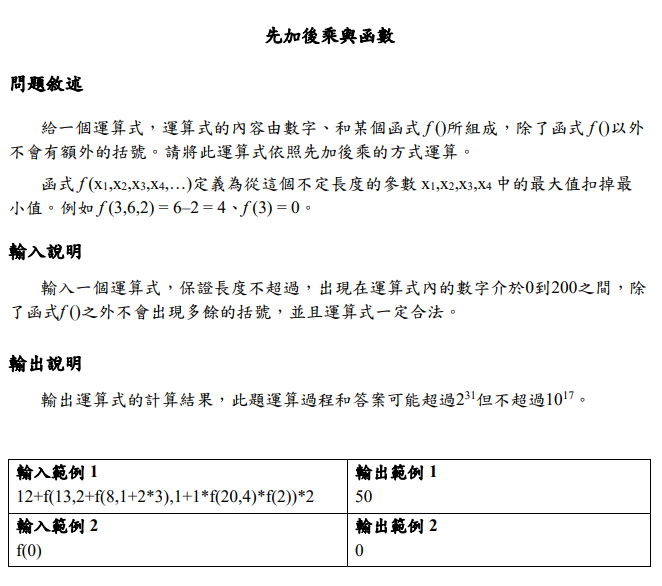 先加後乘與函數
問題敘述
給一個運算式，運算式的內容由數字、和某個函式 f ()所組成，除了函式 f ()以外
不會有額外的括號。請將此運算式依照先加後乘的方式運算。
函式 f (x1,x2,x3,x4,…)定義為從這個不定長度的參數 x1,x2,x3,x4 中的最大值扣掉最
小值。例如 f (3,6,2) = 6–2 = 4、f (3) = 0。
輸入說明
輸入一個運算式，保證長度不超過，出現在運算式內的數字介於0到200之間，除
了函式f ()之外不會出現多餘的括號，並且運算式一定合法。
輸出說明
輸出運算式的計算結果，此題運算過程和答案可能超過2³¹但不超過10¹⁷。
輸入範例 1
12+f(13,2+f(8,1+2*3),1+1*f(20,4)*f(2))*2
輸出範例 1
50
輸入範例 2
f(0)
輸出範例 2
0